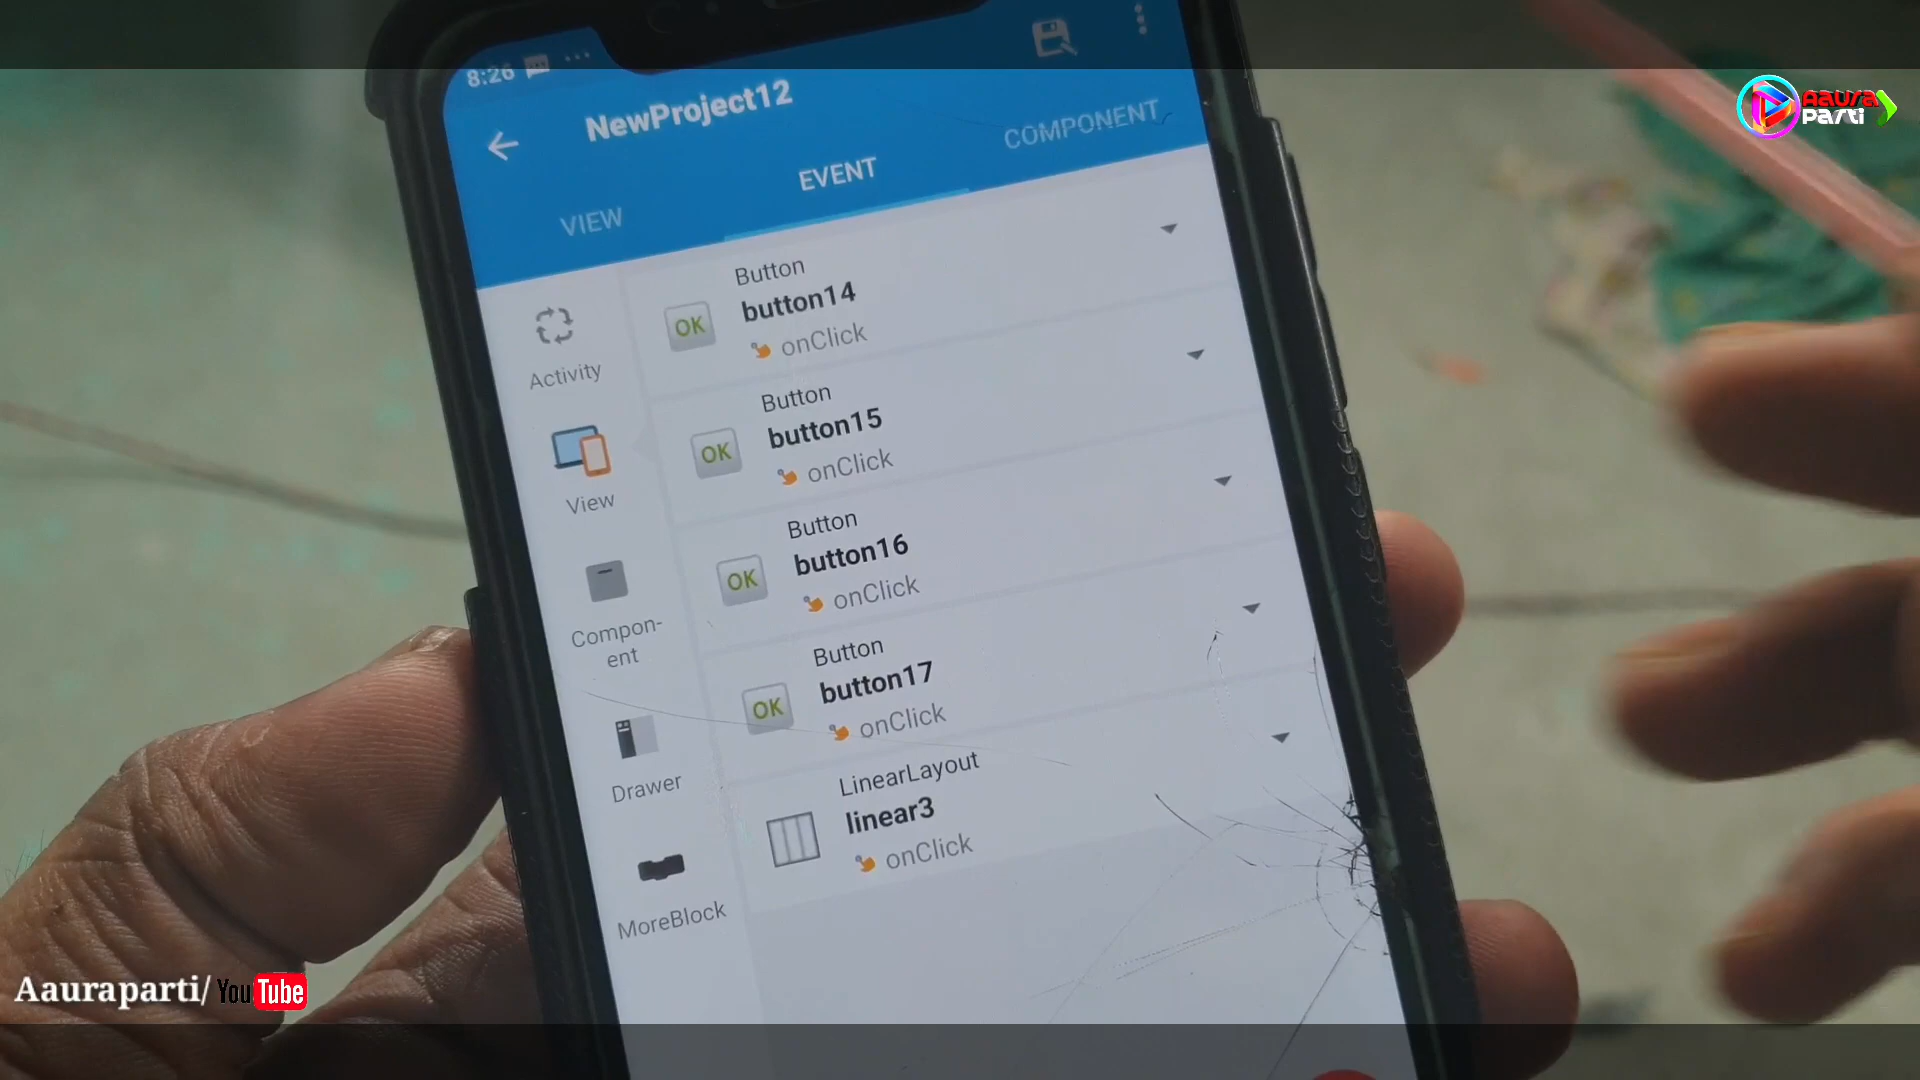 8:26
NewProject12
VIEW
EVENT
COMPONENT
Activity
View
Compon-
ent
Drawer
MoreBlock
Button
OK
button14
onClick
Button
OK
button15
onClick
Button
OK
button16
onClick
Button
OK
button17
onClick
LinearLayout
linear3
onClick
Aaura
Parti
Aauraparti/YouTube